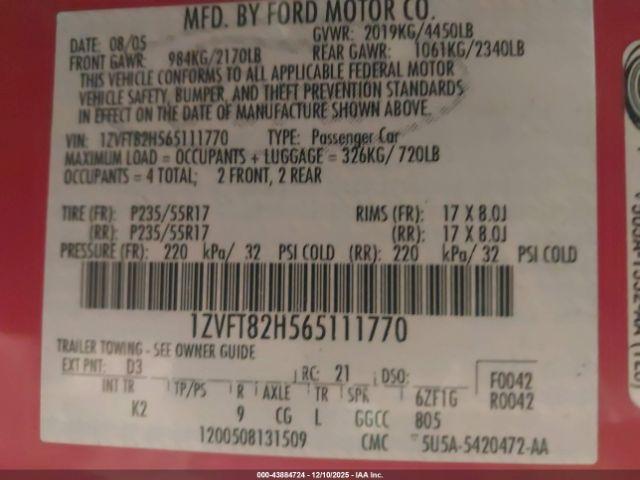 MFD. BY FORD MOTOR CO.
DATE: 08/05 GVWR: 2019KG/4450LB
FRONT GAWR: 984KG/2170LB REAR GAWR: 1061KG/2340LB
THIS VEHICLE CONFORMS TO ALL APPLICABLE FEDERAL MOTOR
VEHICLE SAFETY, BUMPER, AND THEFT PREVENTION STANDARDS
IN EFFECT ON THE DATE OF MANUFACTURE SHOWN ABOVE.
VIN: 1ZVFT82H565111770 TYPE: Passenger Car
MAXIMUM LOAD = OCCUPANTS + LUGGAGE = 326KG/720LB
OCCUPANTS = 4 TOTAL; 2 FRONT, 2 REAR
TIRE (FR): P235/55R17 RIMS (FR): 17 X 8.0J
(RR): P235/55R17 (RR): 17 X 8.0J
PRESSURE (FR): 220 kPa/ 32 PSI COLD (RR): 220 kPa/ 32 PSI COLD
1ZVFT82H565111770
TRAILER TOWING - SEE OWNER GUIDE
EXT PNT: D3 RC: 21 DSO: F0042
INT TR TP/PS R AXLE TR SPR 6ZF1G R0042
K2 9 CG L GGCC 805
1200508131509 CMC 5U5A-5420472-AA
000-43884724 - 12/10/2025 - IAA Inc.